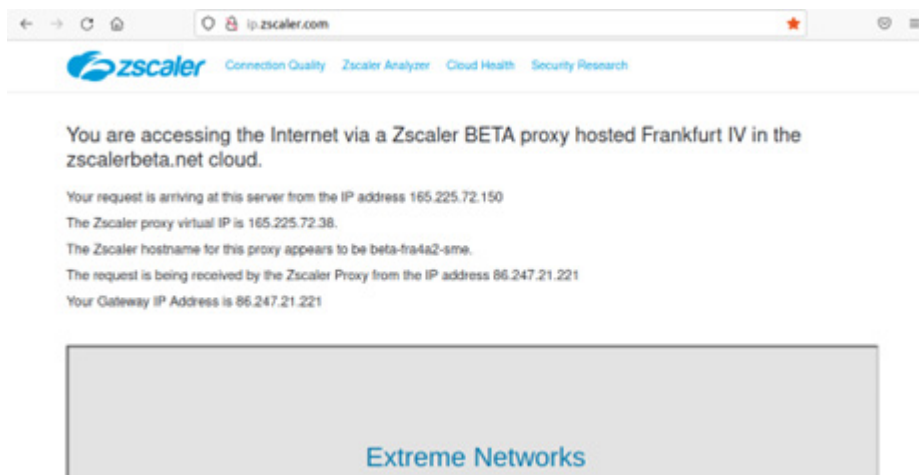 ip.zscaler.com
zscaler Connection Quality Zscaler Analyzer Cloud Health Security Research
You are accessing the Internet via a Zscaler BETA proxy hosted Frankfurt IV in the
zscalerbeta.net cloud.
Your request is arriving at this server from the IP address 165.225.72.150
The Zscaler proxy virtual IP is 165.225.72.38.
The Zscaler hostname for this proxy appears to be beta-fra4a2-sme.
The request is being received by the Zscaler Proxy from the IP address 86.247.21.221
Your Gateway IP Address is 86.247.21.221
Extreme Networks